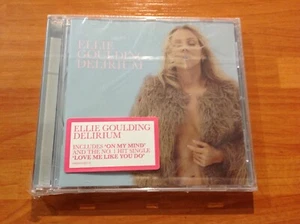 ELLIE
GOULDING
DELIRIUM
ELLIE GOULDING
DELIRIUM
INCLUDES 'ON MY MIND'
AND THE NO. 1 HIT SINGLE
'LOVE ME LIKE YOU DO'